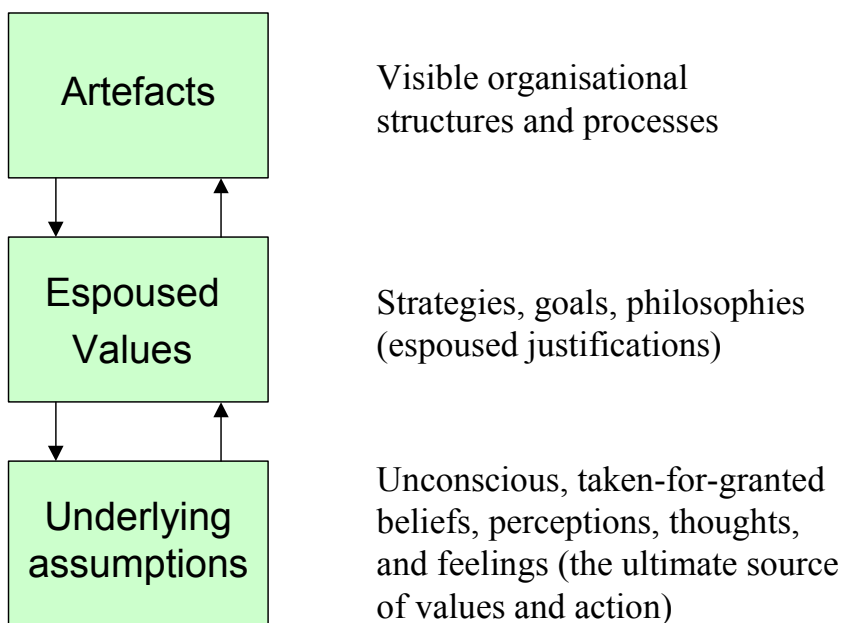 Artefacts
Visible organisational
structures and processes
Espoused
Values
Strategies, goals, philosophies
(espoused justifications)
Underlying
assumptions
Unconscious, taken-for-granted
beliefs, perceptions, thoughts,
and feelings (the ultimate source
of values and action)